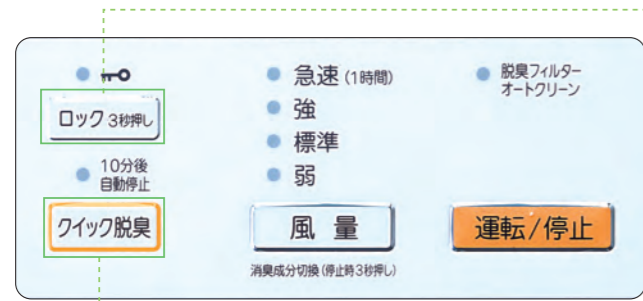 ロック 3秒押し
10分後
自動停止
クイック脱臭
急速(1時間)
強
標準
弱
風 量
消臭成分切換(停止時3秒押し)
脱臭フィルター
オートクリーン
運転/停止